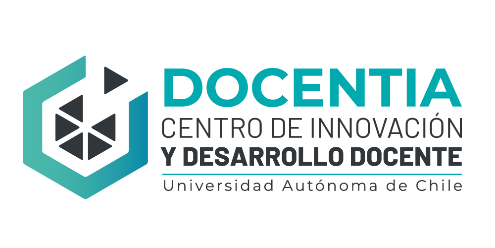 DOCENTIA
CENTRO DE INNOVACIÓN
Y DESARROLLO DOCENTE
Universidad Autónoma de Chile